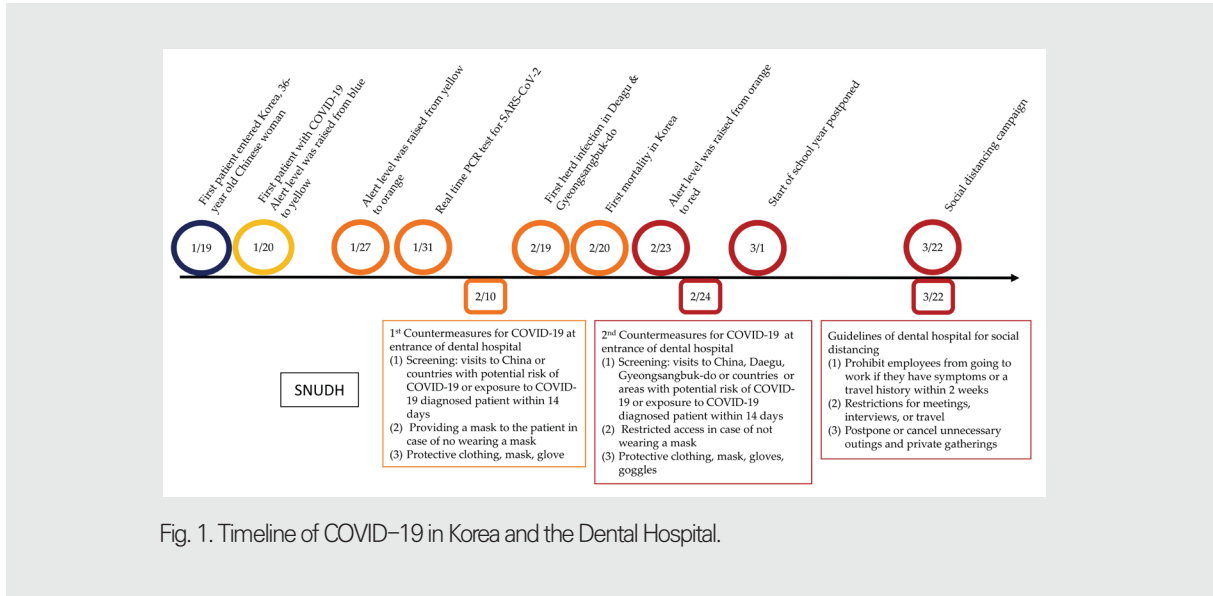 First patient entered Korea, 36-
year old Chinese woman
First patient with COVID-19
Alert level was raised from blue
to yellow
Alert level was raised from yellow
to orange
Real time PCR test for SARS-CoV-2
First herd infection in Deagu &
Gyeongsangbuk-do
First mortality in Korea
Alert level was raised from orange
to red
Start of school year postponed
Social distancing campaign
1/19
1/20
1/27
1/31
2/19
2/20
2/23
3/1
3/22
2/10
2/24
3/22
SNUDH
1st Countermeasures for COVID-19 at
entrance of dental hospital
(1) Screening: visits to China or
countries with potential risk of
COVID-19 or exposure to COVID-
19 diagnosed patient within 14
days
(2) Providing a mask to the patient in
case of no wearing a mask
(3) Protective clothing, mask, glove
2nd Countermeasures for COVID-19 at
entrance of dental hospital
(1) Screening: visits to China, Daegu,
Gyeongsangbuk-do or countries or
areas with potential risk of COVID-
19 or exposure to COVID-19
diagnosed patient within 14 days
(2) Restricted access in case of not
wearing a mask
(3) Protective clothing, mask, gloves,
goggles
Guidelines of dental hospital for social
distancing
(1) Prohibit employees from going to
work if they have symptoms or a
travel history within 2 weeks
(2) Restrictions for meetings,
interviews, or travel
(3) Postpone or cancel unnecessary
outings and private gatherings
Fig. 1. Timeline of COVID-19 in Korea and the Dental Hospital.